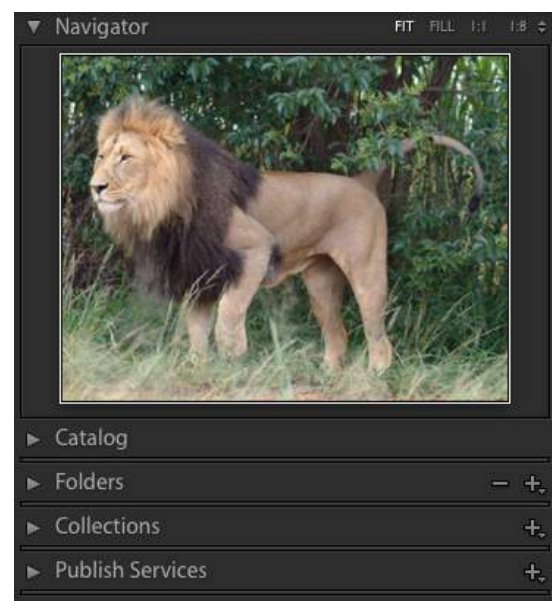 Navigator FIT FILL 1:1 1:8
Catalog
Folders
Collections
Publish Services